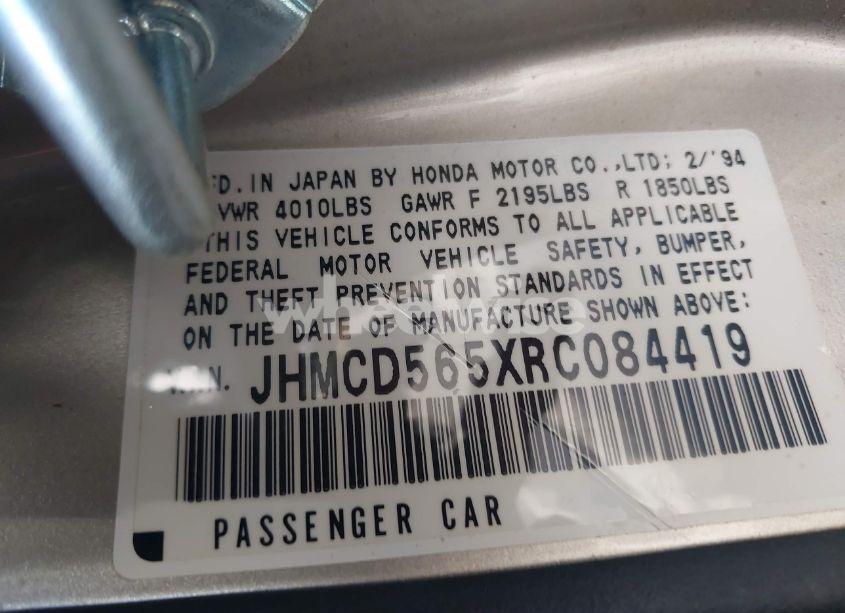 FD. IN JAPAN BY HONDA MOTOR CO.,LTD; 2/'94
VWR 4010LBS GAWR F 2195LBS R 1850LBS
THIS VEHICLE CONFORMS TO ALL APPLICABLE
FEDERAL MOTOR VEHICLE SAFETY, BUMPER,
AND THEFT PREVENTION STANDARDS IN EFFECT
ON THE DATE OF MANUFACTURE SHOWN ABOVE:
JHMCD565XRC084419
PASSENGER CAR